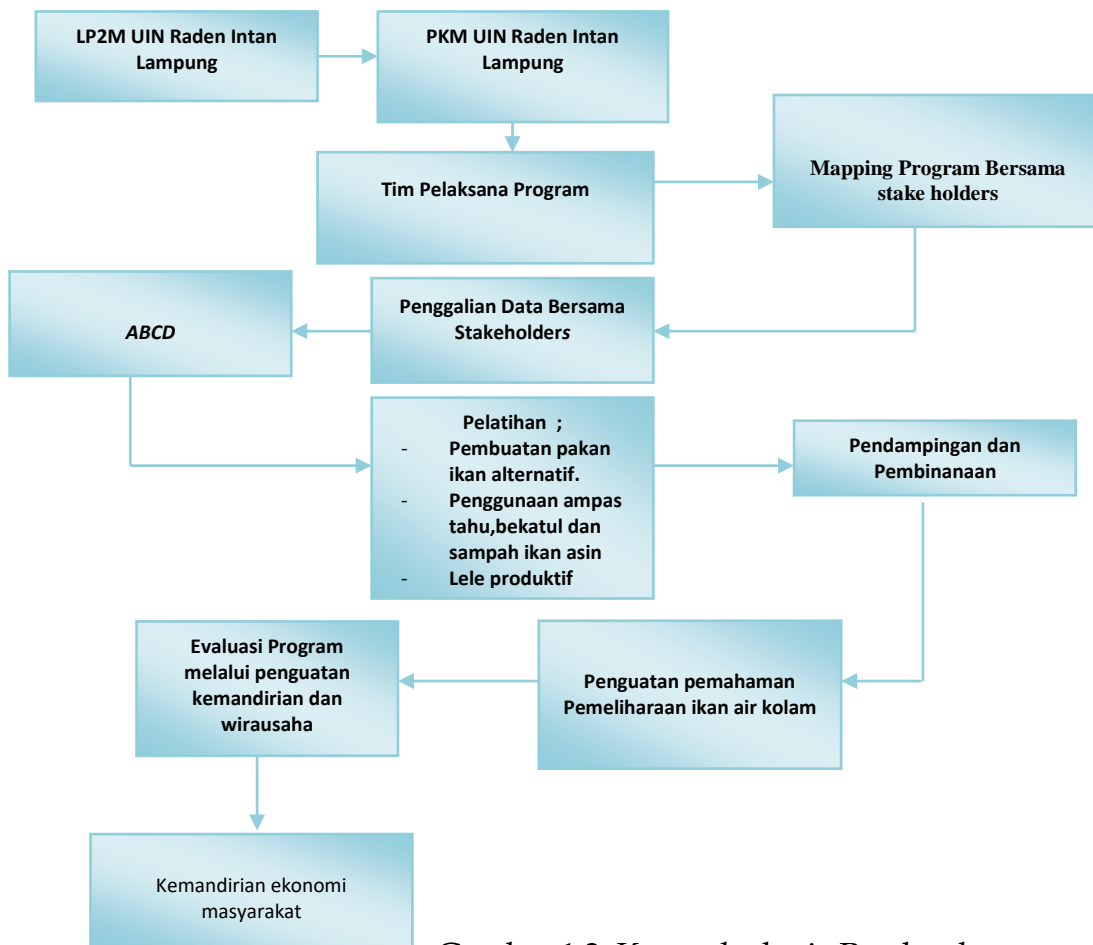 LP2M UIN Raden Intan
Lampung
PKM UIN Raden Intan
Lampung
Tim Pelaksana Program
Mapping Program Bersama
stake holders
Penggalian Data Bersama
Stakeholders
ABCD
Pelatihan ;
- Pembuatan pakan
ikan alternatif.
- Penggunaan ampas
tahu,bekatul dan
sampah ikan asin
- Lele produktif
Pendampingan dan
Pembinanaan
Penguatan pemahaman
Pemeliharaan ikan air kolam
Evaluasi Program
melalui penguatan
kemandirian dan
wirausaha
Kemandirian ekonomi
masyarakat